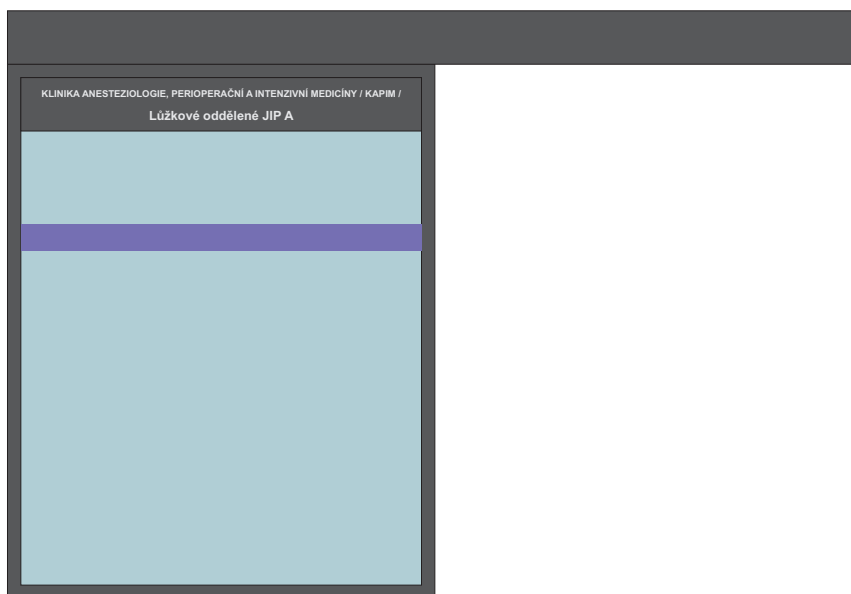 KLINIKA ANESTEZIOLOGIE, PERIOPERAČNÍ A INTENZIVNÍ MEDICÍNY / KAPIM /
Lůžkové oddělené JIP A